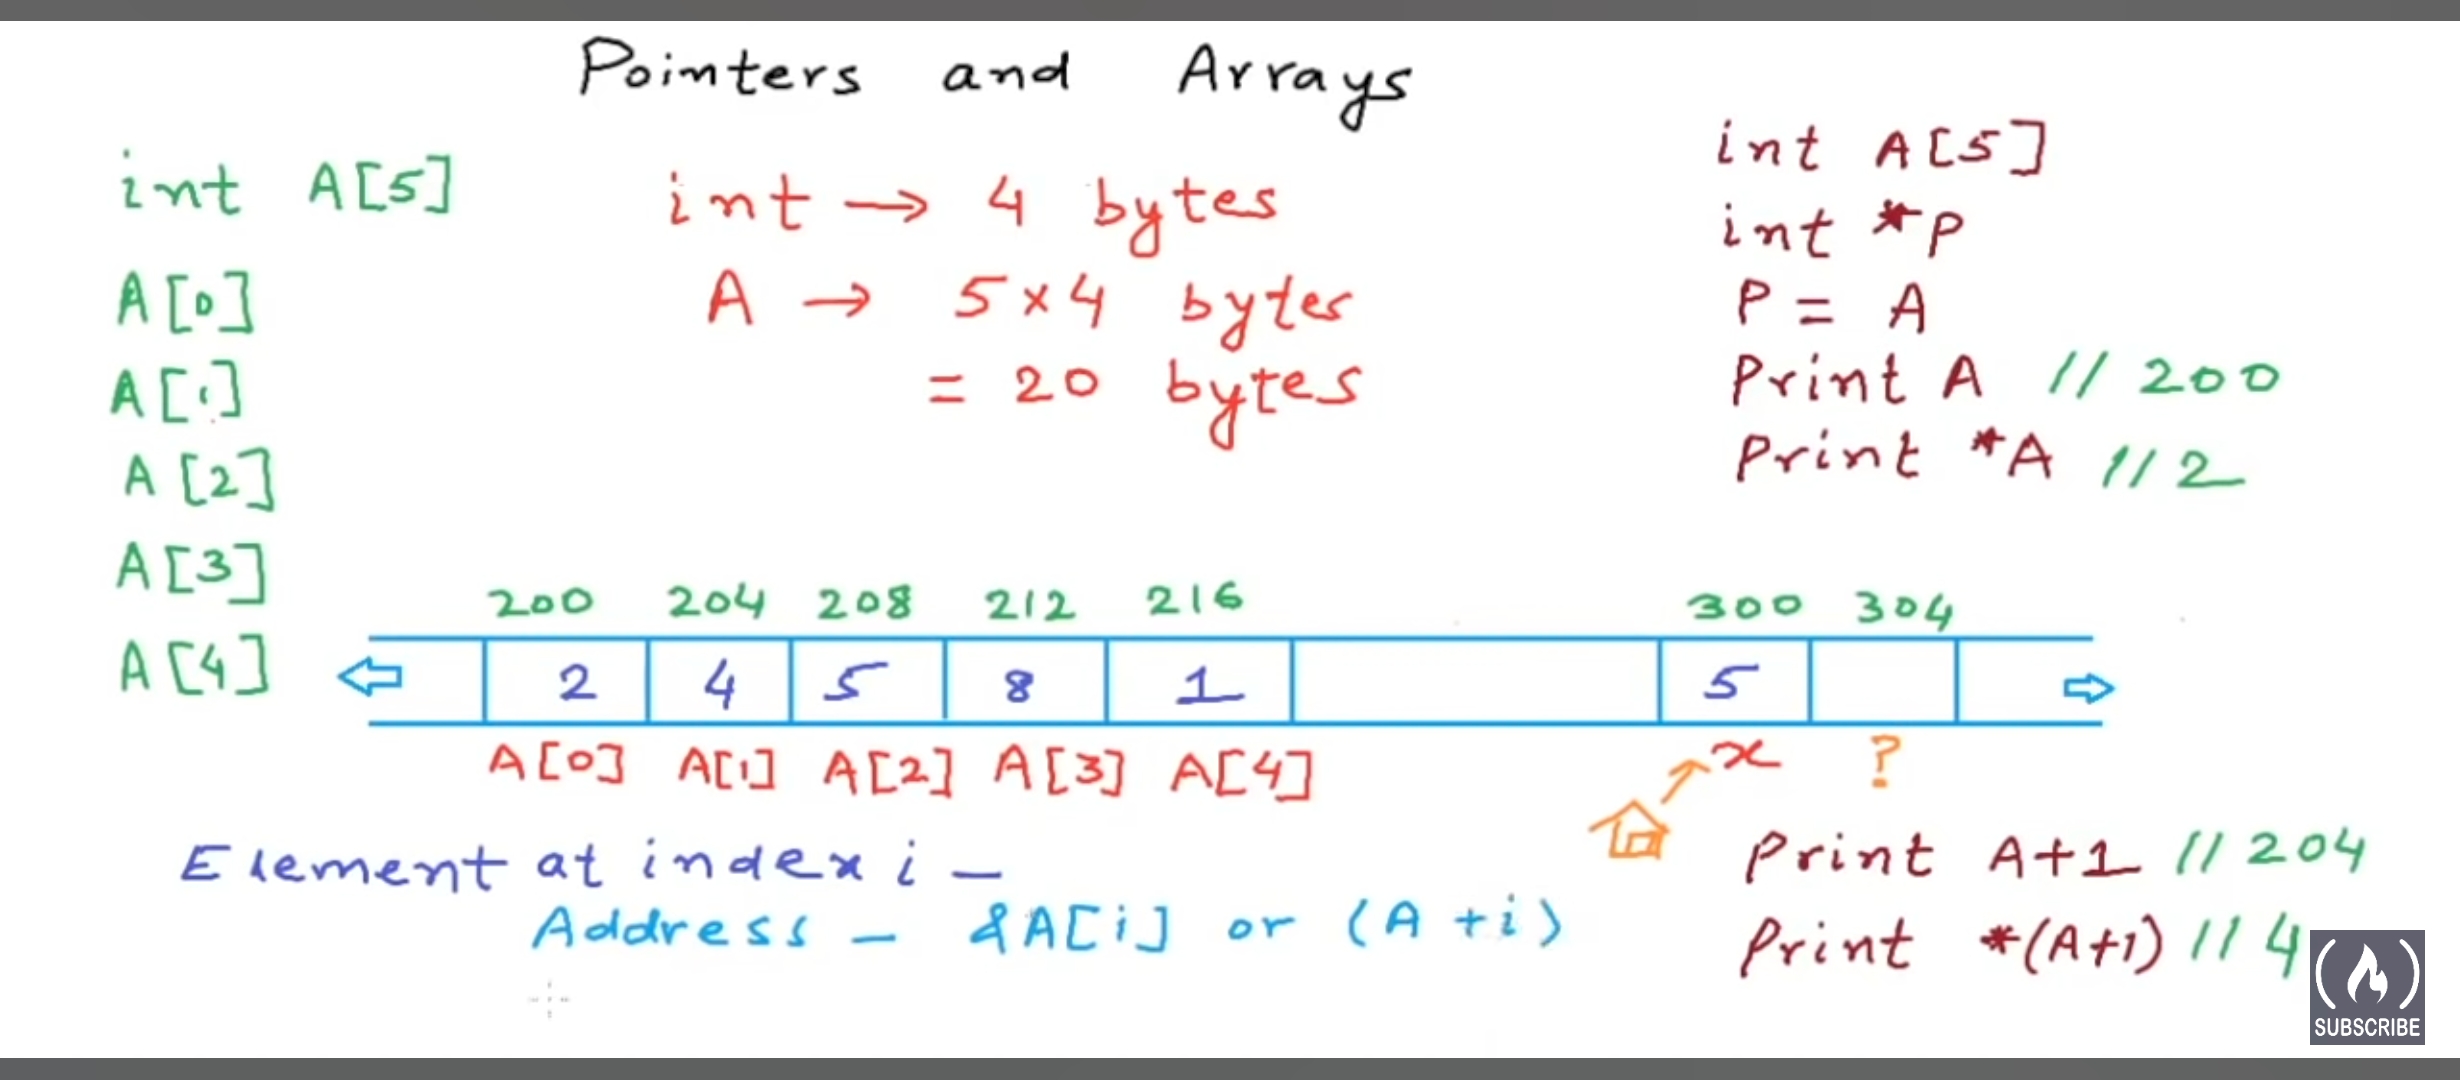 Pointers and Arrays
int A[5]
A[0]
A[1]
A[2]
A[3]
A[4]
int → 4 bytes
A → 5×4 bytes
= 20 bytes
int A[5]
int *p
P = A
Print A // 200
Print *A // 2
200 204 208 212 216 300 304
2 4 5 8 1 5
A[0] A[1] A[2] A[3] A[4] x ?
Element at index i –
Address – &A[i] or (A +i)
Print A+1 // 204
Print *(A+1) // 4
SUBSCRIBE